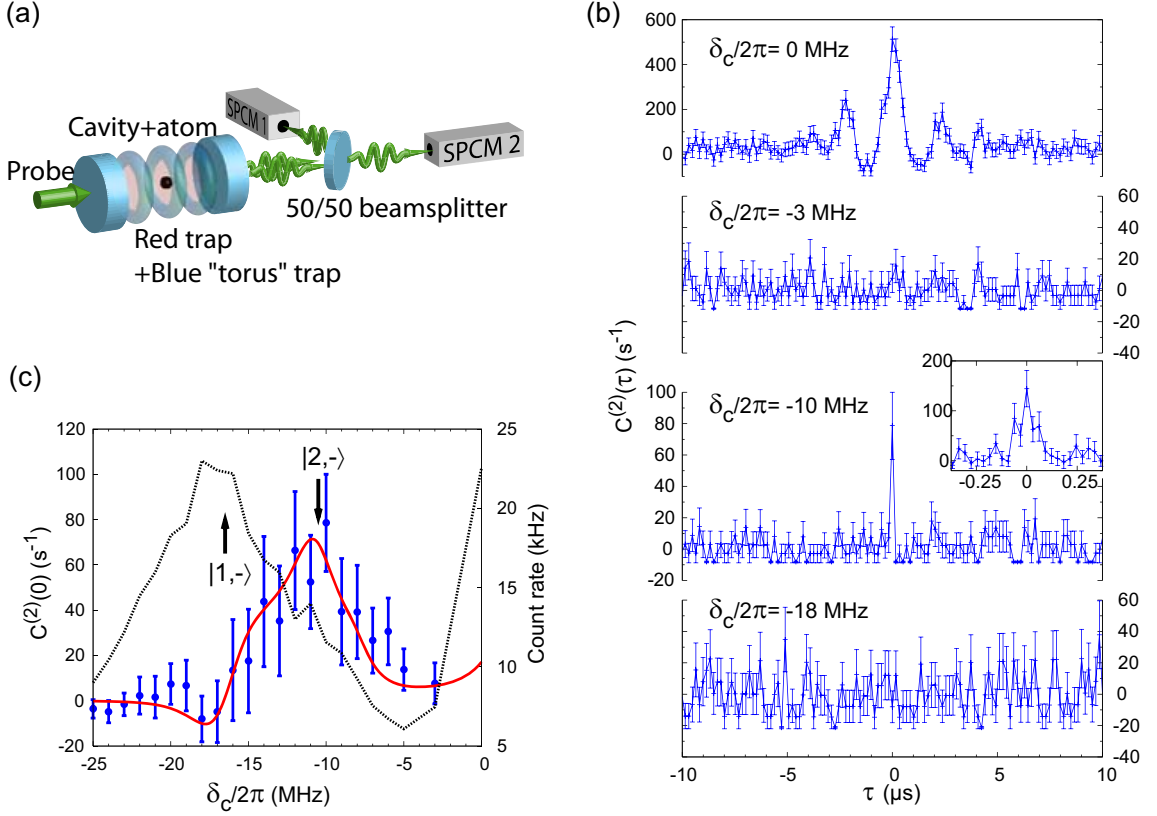 (a)
SPCM 1
Cavity+atom
SPCM 2
Probe
50/50 beamsplitter
Red trap
+Blue "torus" trap
(b)
C⁽²⁾(τ) (s⁻¹)
δc/2π= 0 MHz
600
400
200
0
δc/2π= -3 MHz
60
40
20
0
-20
-40
δc/2π= -10 MHz
100
80
60
40
20
0
-20
200
100
0
-0.25 0 0.25
δc/2π= -18 MHz
60
40
20
0
-20
-40
-10 -5 0 5 10
τ (μs)
(c)
C⁽²⁾(0) (s⁻¹)
120
100
80
60
40
20
0
-20
|1,-⟩
|2,-⟩
25
20
15
10
5
Count rate (kHz)
-25 -20 -15 -10 -5 0
δc/2π (MHz)